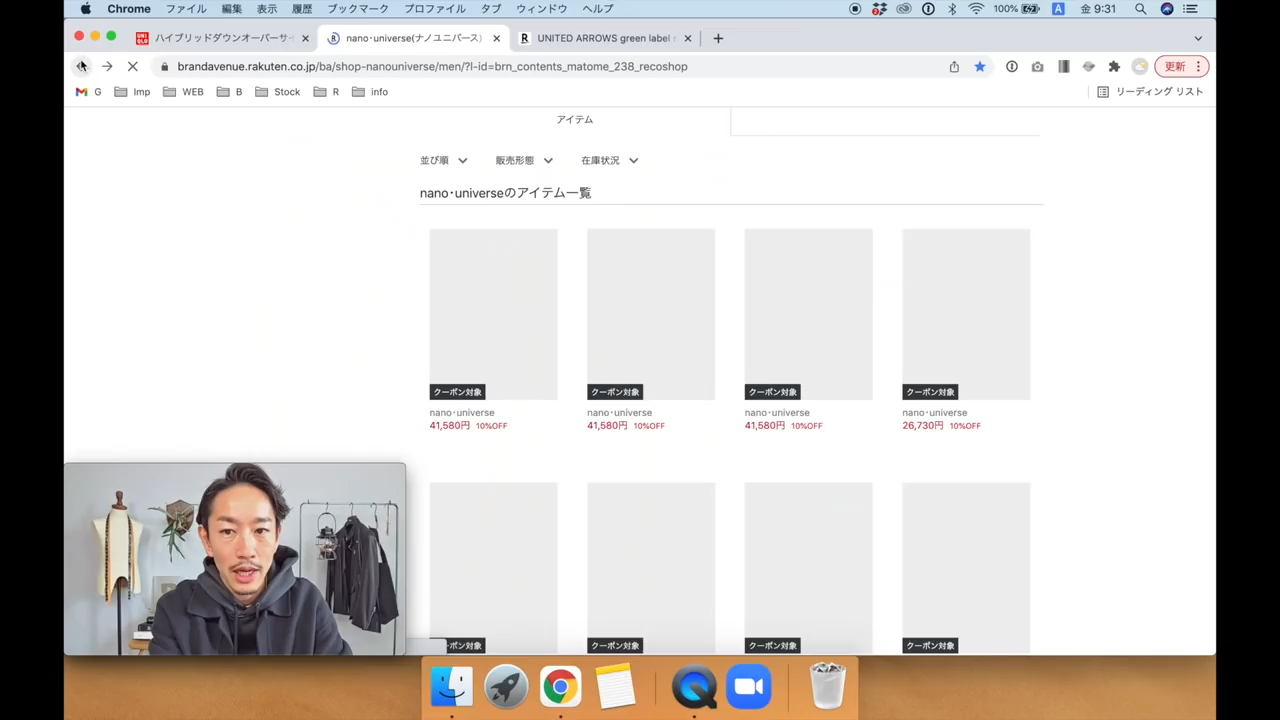 Chrome ファイル 編集 表示 履歴 ブックマーク プロファイル タブ ウィンドウ ヘルプ 100% A 金 9:31
ハイブリッドダウンオーバーサイ nano･universe(ナノユニバース) UNITED ARROWS green label r
brandavenue.rakuten.co.jp/ba/shop-nanouniverse/men/?l-id=brn_contents_matome_238_recoshop 更新
G Imp WEB B Stock R info リーディング リスト
アイテム
並び順 販売形態 在庫状況
nano･universeのアイテム一覧
クーポン対象 クーポン対象 クーポン対象 クーポン対象
nano･universe nano･universe nano･universe nano･universe
41,580円 10%OFF 41,580円 10%OFF 41,580円 10%OFF 26,730円 10%OFF
ポン対象 クーポン対象 クーポン対象 クーポン対象